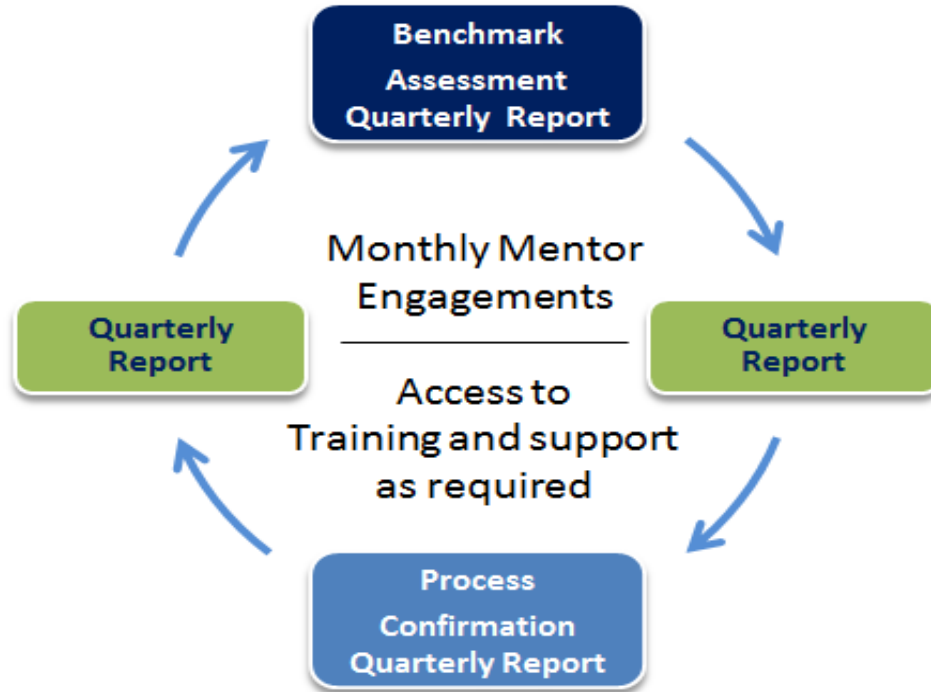 Benchmark
Assessment
Quarterly Report
Monthly Mentor
Engagements
Quarterly
Report
Quarterly
Report
Access to
Training and support
as required
Process
Confirmation
Quarterly Report